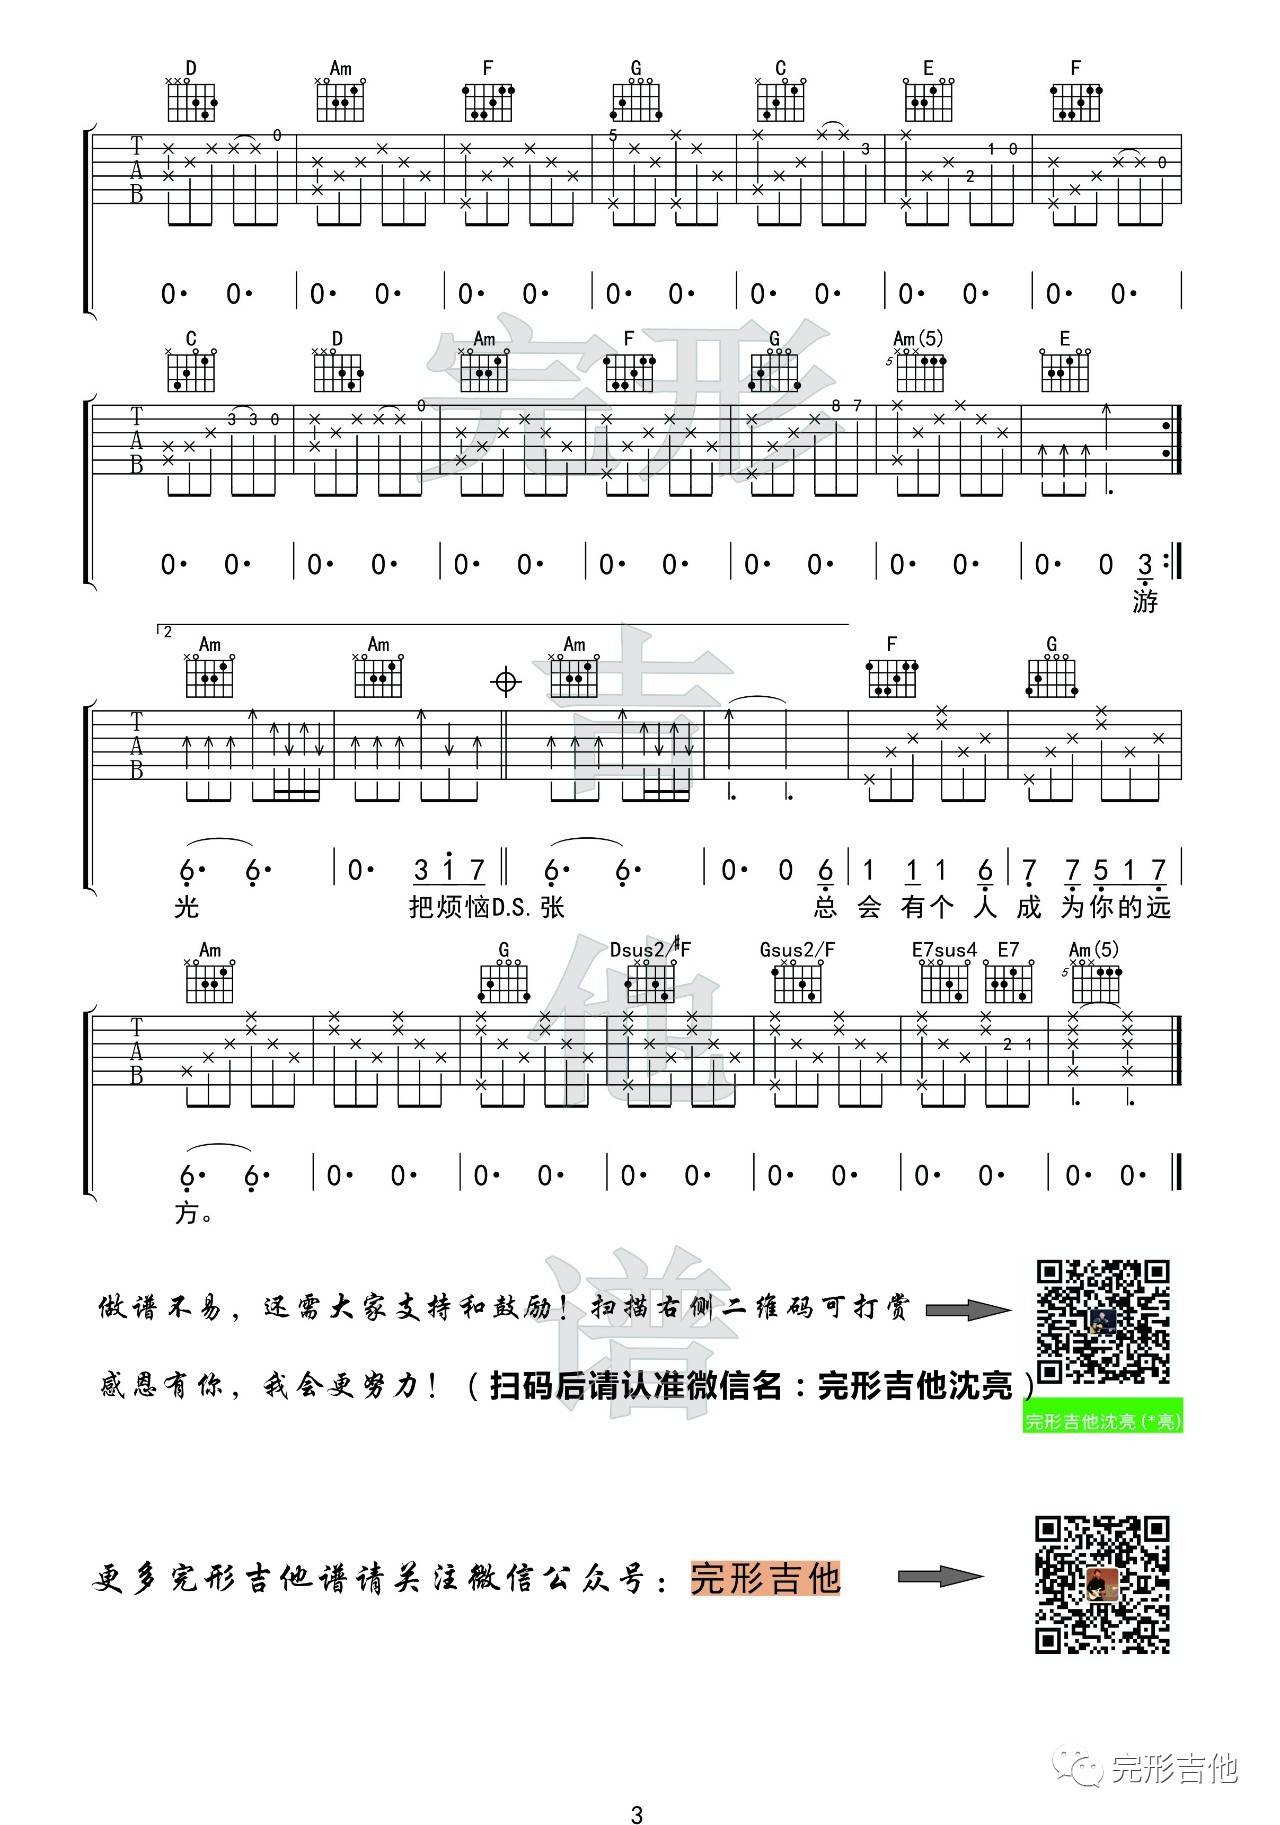 D Am F G C E F
T A B 0 5 3 2 1 0 0
0· 0· 0· 0· 0· 0· 0· 0· 0· 0· 0· 0· 0· 0·
C D Am F G Am(5) E
5
T A B 3 3 0 0 8 7
0· 0· 0· 0· 0· 0· 0· 0· 0· 0· 0· 0· 0· 0 3
游
2
Am Am Am F G
T A B
6· 6· 0· 3 1 7 6· 6· 0· 0 6 1 1 1 6 7 7 5 1 7
光 把烦恼D.S.张 总 会 有个 人 成 为你的远
Am G Dsus2/#F Gsus2/F E7sus4 E7 Am(5)
5
T A B 2 1
6· 6· 0· 0· 0· 0· 0· 0· 0· 0· 0· 0· 0· 0·
方。
完形吉他谱
做谱不易，还需大家支持和鼓励！扫描右侧二维码可打赏
感恩有你，我会更努力！（扫码后请认准微信名：完形吉他沈亮）
完形吉他沈亮(*亮)
更多完形吉他谱请关注微信公众号：完形吉他
完形吉他
3